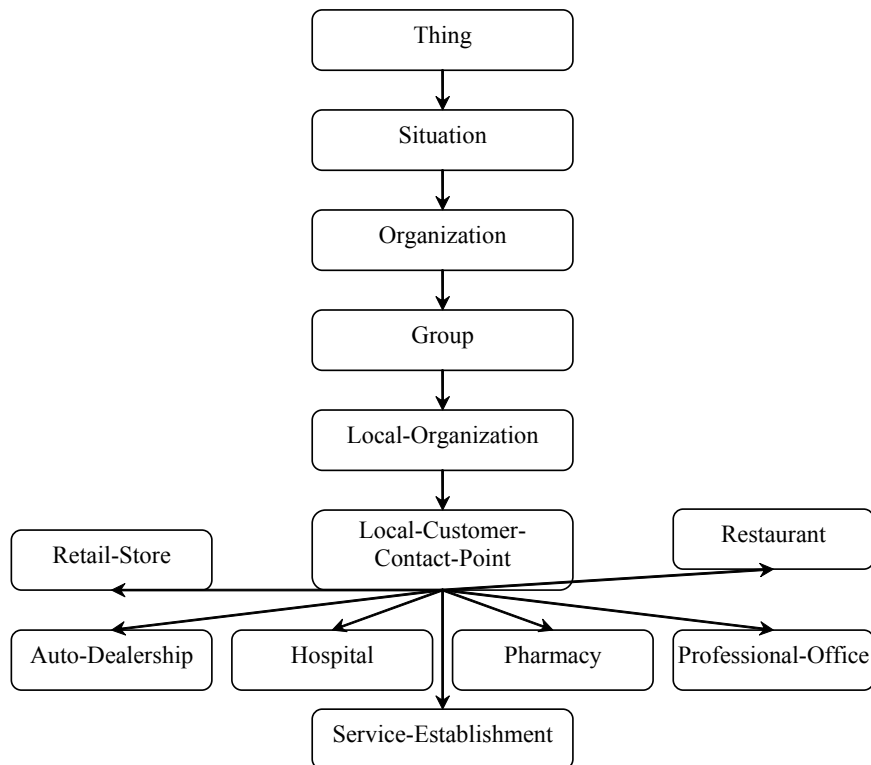 Thing
Situation
Organization
Group
Local-Organization
Local-Customer-
Contact-Point
Retail-Store
Restaurant
Auto-Dealership
Hospital
Pharmacy
Professional-Office
Service-Establishment